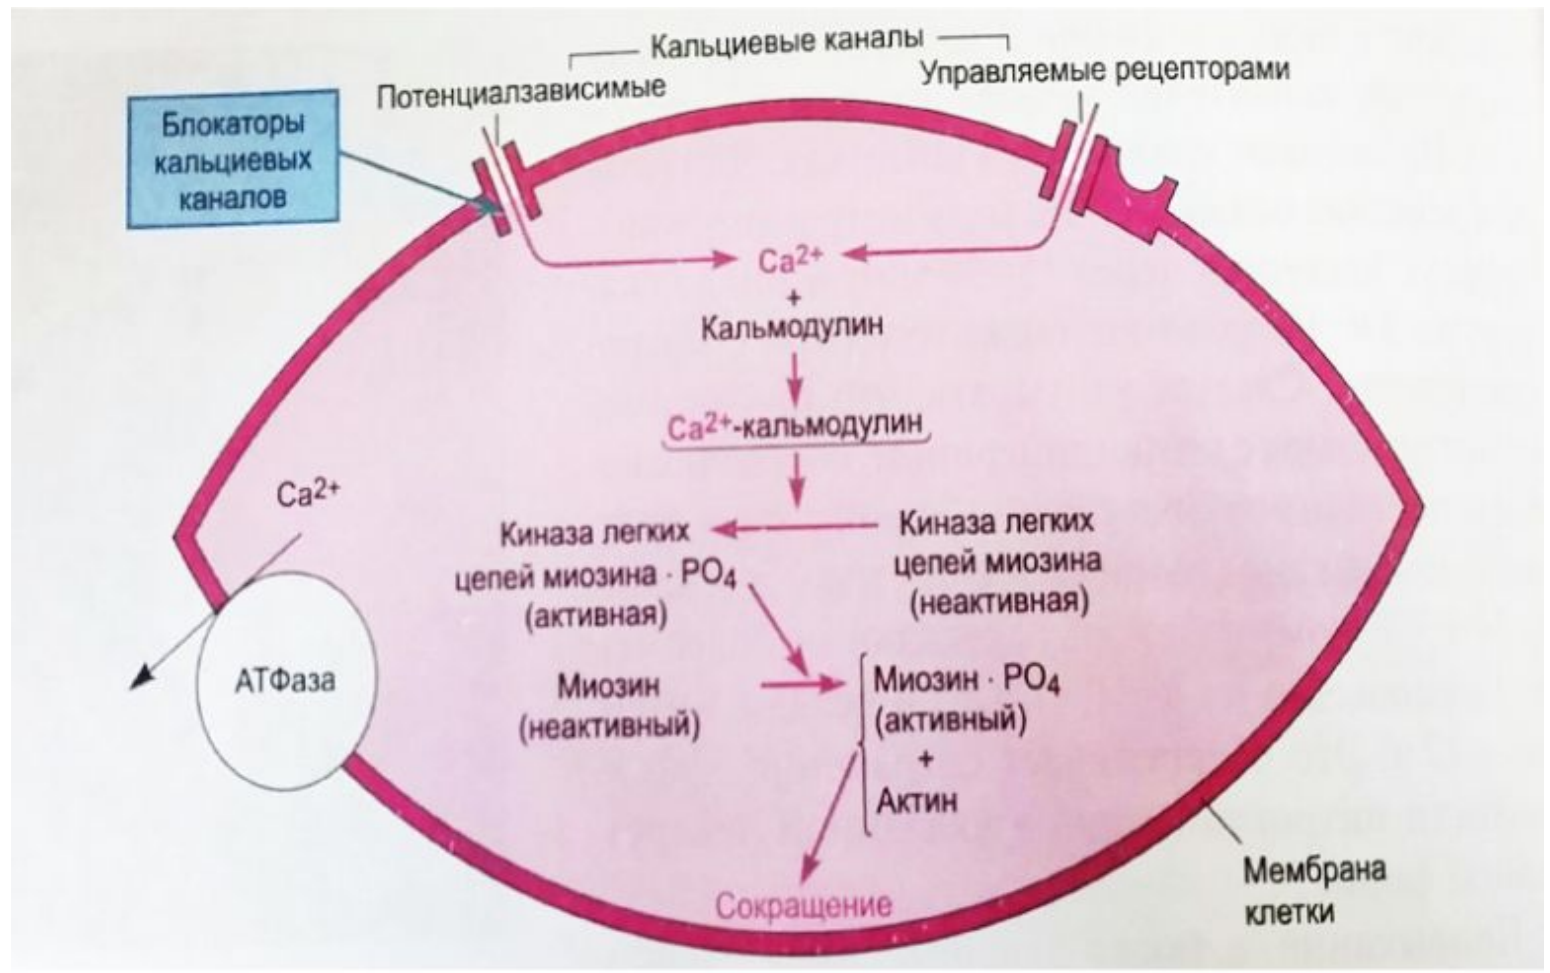 Кальциевые каналы
Потенциалзависимые
Управляемые рецепторами
Блокаторы
кальциевых
каналов
Ca2+
+
Кальмодулин
Ca2+-кальмодулин
Ca2+
Киназа легких
цепей миозина · PO4
(активная)
Киназа легких
цепей миозина
(неактивная)
АТФаза
Миозин
(неактивный)
Миозин · PO4
(активный)
+
Актин
Сокращение
Мембрана
клетки